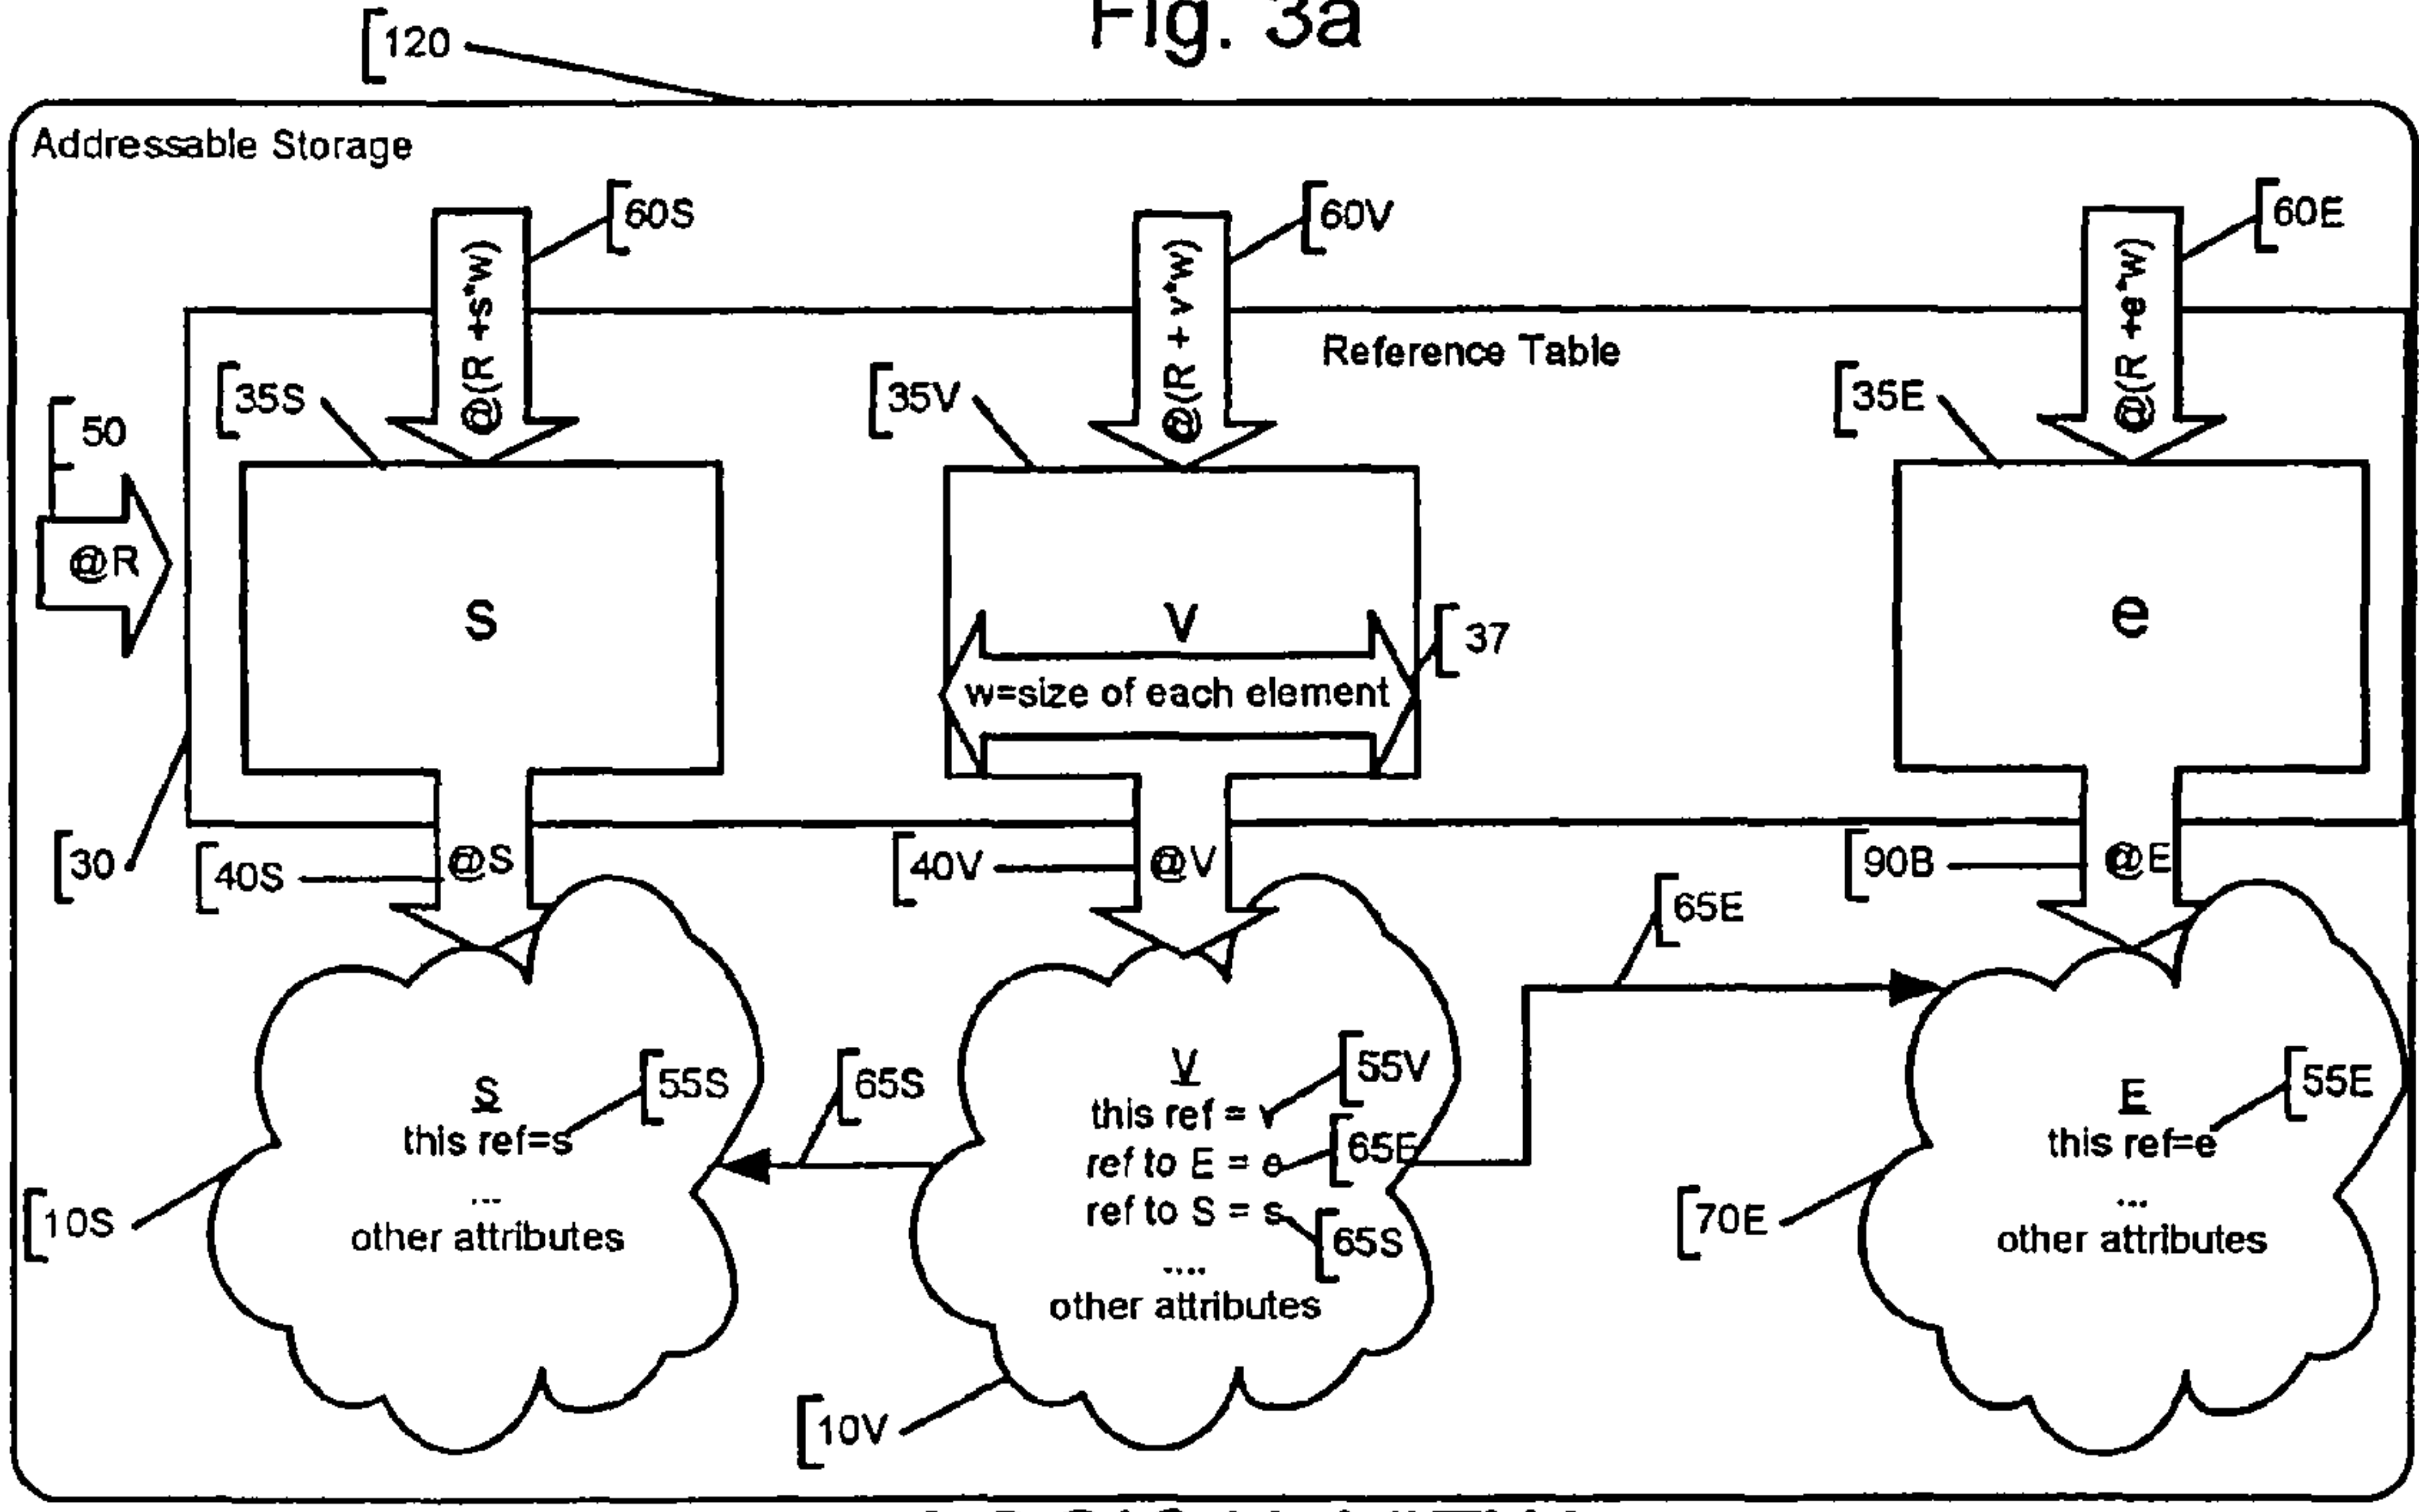 Fig. 3a
[120
Addressable Storage
[60S
[60V
[60E
@(R +s*w)
@(R + v*w)
@(R +e*w)
Reference Table
[35S
[35V
[35E
[50
@R
s
v
e
[37
w=size of each element
[30
[40S
@S
[40V
@V
[90B
@E
[65E
S
[55S
this ref=s
...
other attributes
[65S
V
[55V
this ref = v
ref to E = e
[65E
ref to S = s
[65S
....
other attributes
E
[55E
this ref=e
...
other attributes
[10S
[70E
[10V